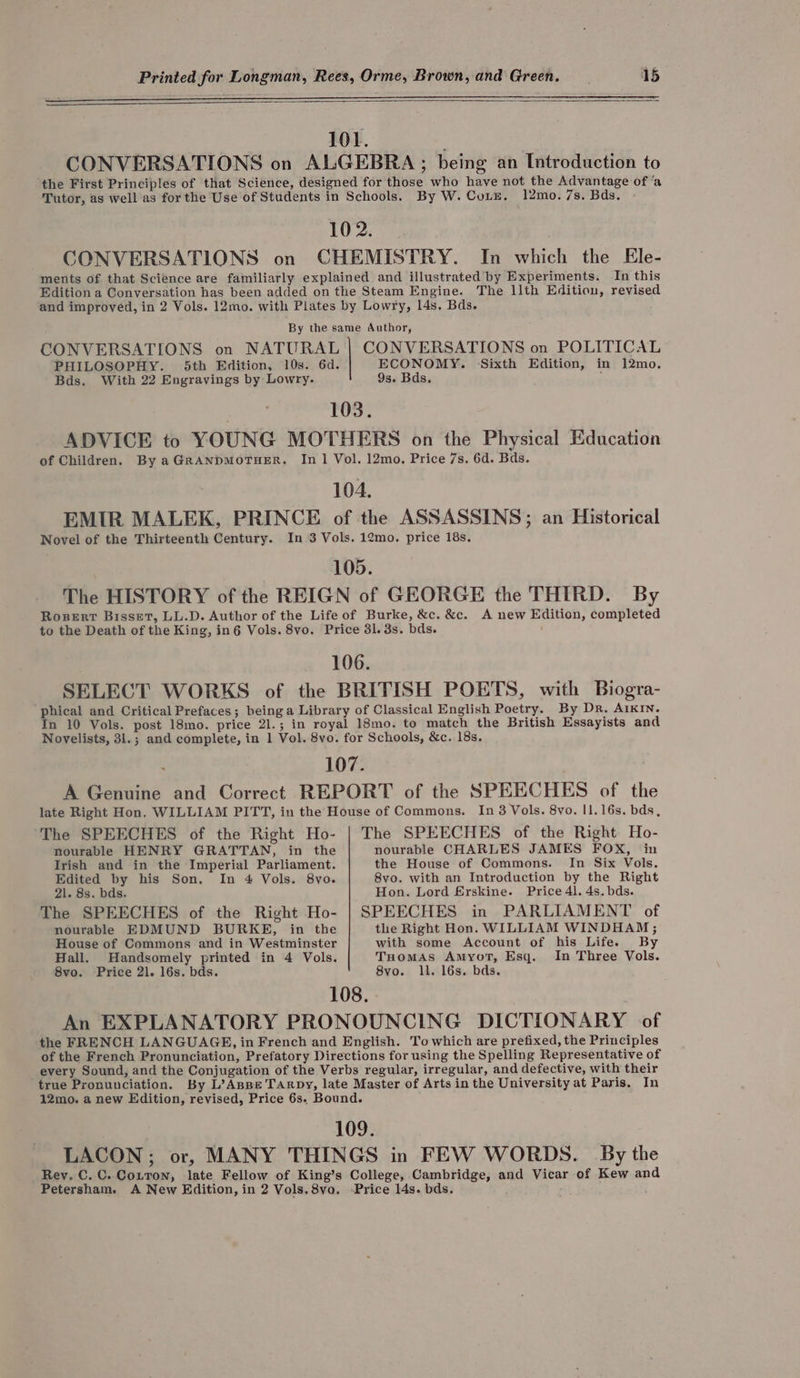 Printed for Longman, Rees, Orme, Brown, and Green. 15
101.
CONVERSATIONS on ALGEBRA; being an Introduction to
the First Principles of that Science, designed for those who have not the Advantage of a
Tutor, as well as for the Use of Students in Schools. By W. COLE. 12mo. 7s. Bds.
102.
CONVERSATIONS on CHEMISTRY. In which the Ele-
ments of that Science are familiarly explained and illustrated by Experiments. In this
Edition a Conversation has been added on the Steam Engine. The 11th Edition, revised
and improved, in 2 Vols. 12mo. with Plates by Lowry, 14s. Bds.
By the same Author,
CONVERSATIONS on NATURAL
PHILOSOPHY. 5th Edition, 10s. 6d.
Bds. With 22 Engravings by Lowry.
CONVERSATIONS on POLITICAL
ECONOMY. Sixth Edition, in 12mo.
9s. Bds.
103.
ADVICE to YOUNG MOTHERS on the Physical Education
of Children. By a GRANDMOTHER. In 1 Vol. 12mo. Price 7s. 6d. Bds.
104.
EMIR MALEK, PRINCE of the ASSASSINS; an Historical
Novel of the Thirteenth Century. In 3 Vols. 12mo. price 18s.
105.
The HISTORY of the REIGN of GEORGE the THIRD. By
ROBERT BISSET, LL.D. Author of the Life of Burke, &c. &c. A new Edition, completed
to the Death of the King, in 6 Vols. 8vo. Price 3l. 3s. bds.
106.
SELECT WORKS of the BRITISH POETS, with Biogra-
phical and Critical Prefaces; being a Library of Classical English Poetry. By Dr. AIKIN.
In 10 Vols. post 18mo. price 2l.; in royal 18mo. to match the British Essayists and
Novelists, 3l.; and complete, in 1 Vol. 8vo. for Schools, &c. 18s.
107.
A Genuine and Correct REPORT of the SPEECHES of the
late Right Hon. WILLIAM PITT, in the House of Commons. In 3 Vols. 8vo. 1l. 16s. bds.
The SPEECHES of the Right Ho-
nourable HENRY GRATTAN, in the
Irish and in the Imperial Parliament.
Edited by his Son. In 4 Vols. 8vo.
2l. 8s. bds.
The SPEECHES of the Right Ho-
nourable EDMUND BURKE, in the
House of Commons and in Westminster
Hall. Handsomely printed in 4 Vols.
8vo. Price 2l. 16s. bds.
The SPEECHES of the Right Ho-
nourable CHARLES JAMES FOX, in
the House of Commons. In Six Vols.
8vo. with an Introduction by the Right
Hon. Lord Erskine. Price 4l. 4s. bds.
SPEECHES in PARLIAMENT of
the Right Hon. WILLIAM WINDHAM;
with some Account of his Life. By
THOMAS AMYOT, Esq. In Three Vols.
8vo. 1l. 16s. bds.
108.
An EXPLANATORY PRONOUNCING DICTIONARY of
the FRENCH LANGUAGE, in French and English. To which are prefixed, the Principles
of the French Pronunciation, Prefatory Directions for using the Spelling Representative of
every Sound, and the Conjugation of the Verbs regular, irregular, and defective, with their
true Pronunciation. By L'ABBE TARDY, late Master of Arts in the University at Paris. In
12mo. a new Edition, revised, Price 6s. Bound.
109.
LACON; or, MANY THINGS in FEW WORDS. By the
Rev. C. C. COLTON, late Fellow of King's College, Cambridge, and Vicar of Kew and
Petersham. A New Edition, in 2 Vols. 8vo. Price 14s. bds.